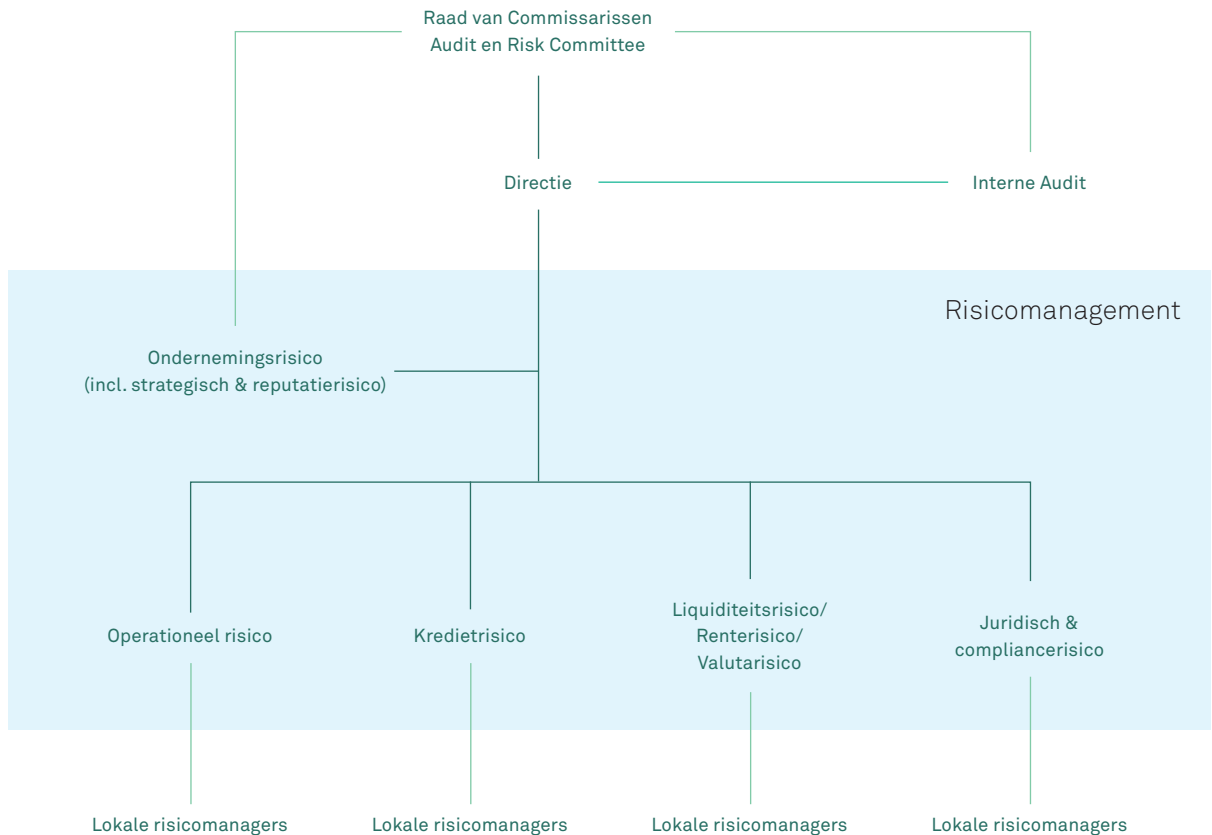 Raad van Commissarissen
Audit en Risk Committee
Directie
Interne Audit
Risicomanagement
Ondernemingsrisico
(incl. strategisch & reputatierisico)
Operationeel risico
Kredietrisico
Liquiditeitsrisico/
Renterisico/
Valutarisico
Juridisch &
compliancerisico
Lokale risicomanagers
Lokale risicomanagers
Lokale risicomanagers
Lokale risicomanagers